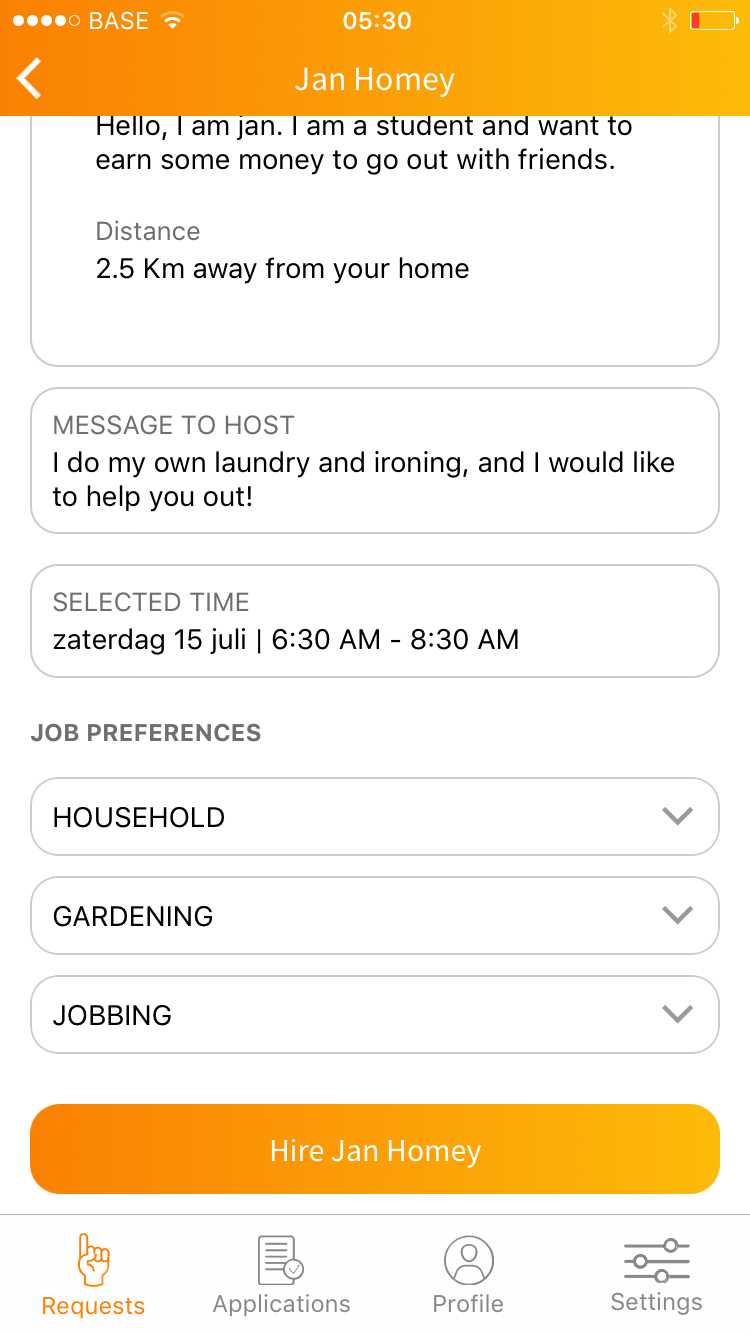 BASE 05:30
Jan Homey
Hello, I am jan. I am a student and want to
earn some money to go out with friends.
Distance
2.5 Km away from your home
MESSAGE TO HOST
I do my own laundry and ironing, and I would like
to help you out!
SELECTED TIME
zaterdag 15 juli | 6:30 AM - 8:30 AM
JOB PREFERENCES
HOUSEHOLD
GARDENING
JOBBING
Hire Jan Homey
Requests Applications Profile Settings